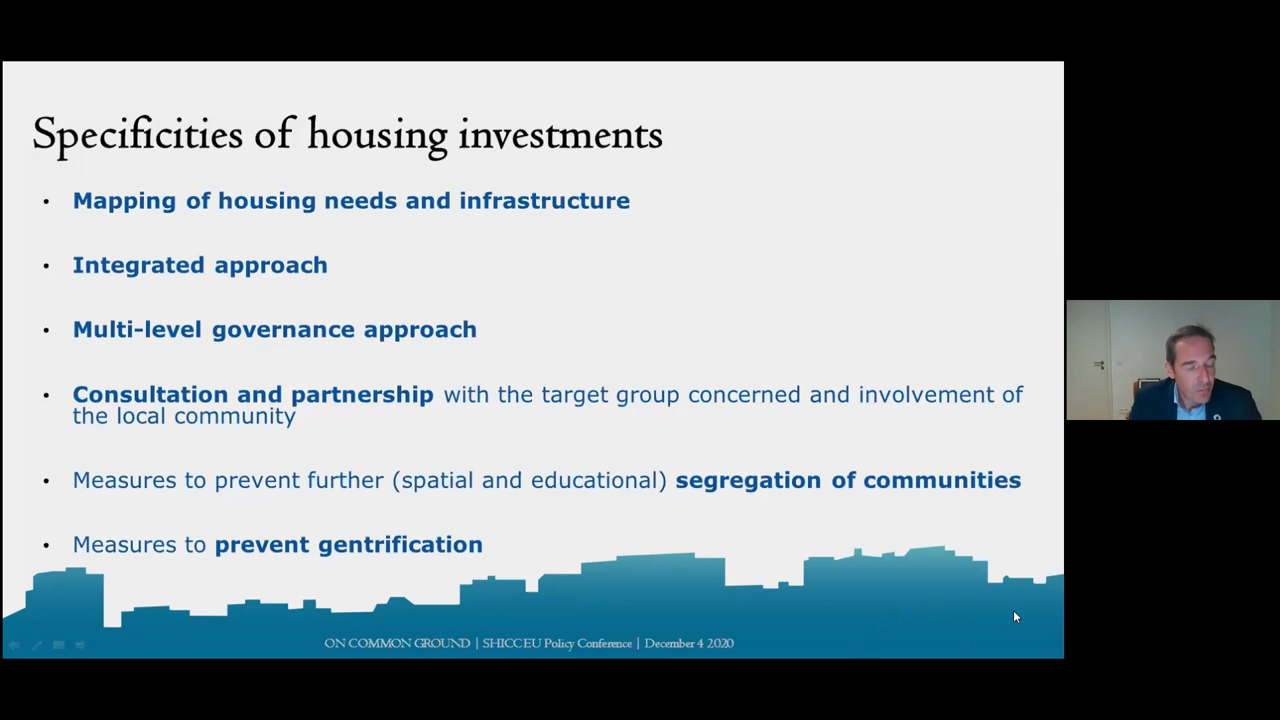 Specificities of housing investments
• Mapping of housing needs and infrastructure
• Integrated approach
• Multi-level governance approach
• Consultation and partnership with the target group concerned and involvement of
the local community
• Measures to prevent further (spatial and educational) segregation of communities
• Measures to prevent gentrification
ON COMMON GROUND | SHICC EU Policy Conference | December 4 2020